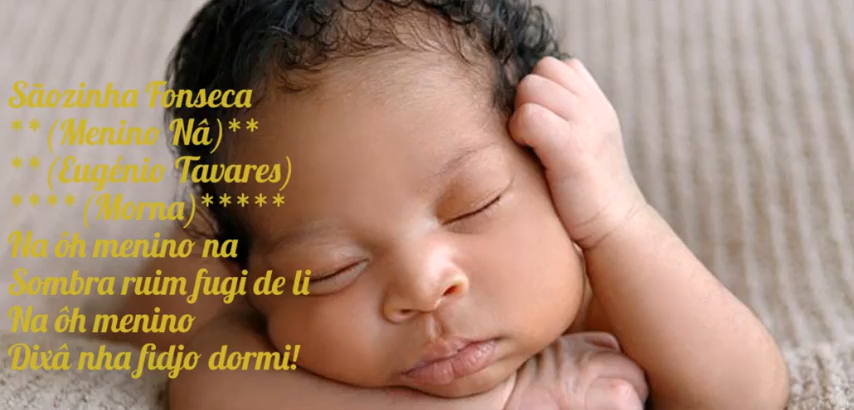 Sãozinha Fonseca
**(Menino Nâ)**
**(Eugénio Tavares)
****(Morna)*****
Na ôh menino na
Sombra ruim fugi de li
Na ôh menino
Dixâ nha fidjo dormi!